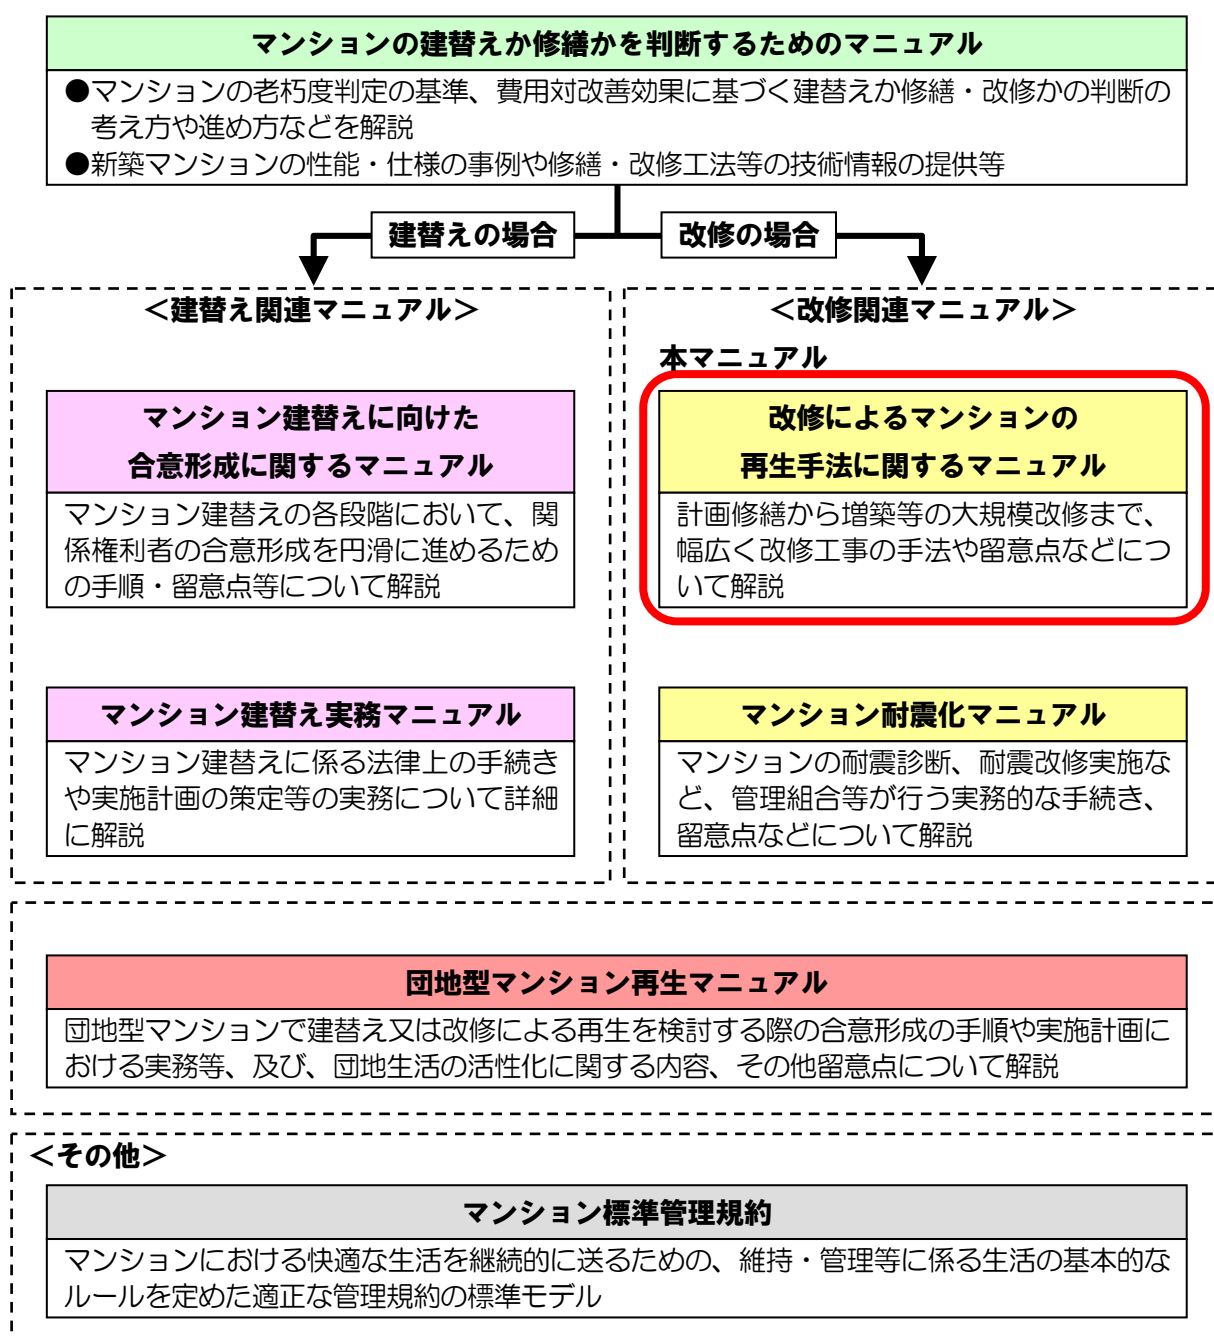 マンションの建替えか修繕かを判断するためのマニュアル
●マンションの老朽度判定の基準、費用対改善効果に基づく建替えか修繕・改修かの判断の
考え方や進め方などを解説
●新築マンションの性能・仕様の事例や修繕・改修工法等の技術情報の提供等
建替えの場合
改修の場合
＜建替え関連マニュアル＞
マンション建替えに向けた
合意形成に関するマニュアル
マンション建替えの各段階において、関
係権利者の合意形成を円滑に進めるため
の手順・留意点等について解説
マンション建替え実務マニュアル
マンション建替えに係る法律上の手続き
や実施計画の策定等の実務について詳細
に解説
＜改修関連マニュアル＞
本マニュアル
改修によるマンションの
再生手法に関するマニュアル
計画修繕から増築等の大規模改修まで、
幅広く改修工事の手法や留意点などにつ
いて解説
マンション耐震化マニュアル
マンションの耐震診断、耐震改修実施な
ど、管理組合等が行う実務的な手続き、
留意点などについて解説
団地型マンション再生マニュアル
団地型マンションで建替え又は改修による再生を検討する際の合意形成の手順や実施計画に
おける実務等、及び、団地生活の活性化に関する内容、その他留意点について解説
＜その他＞
マンション標準管理規約
マンションにおける快適な生活を継続的に送るための、維持・管理等に係る生活の基本的な
ルールを定めた適正な管理規約の標準モデル